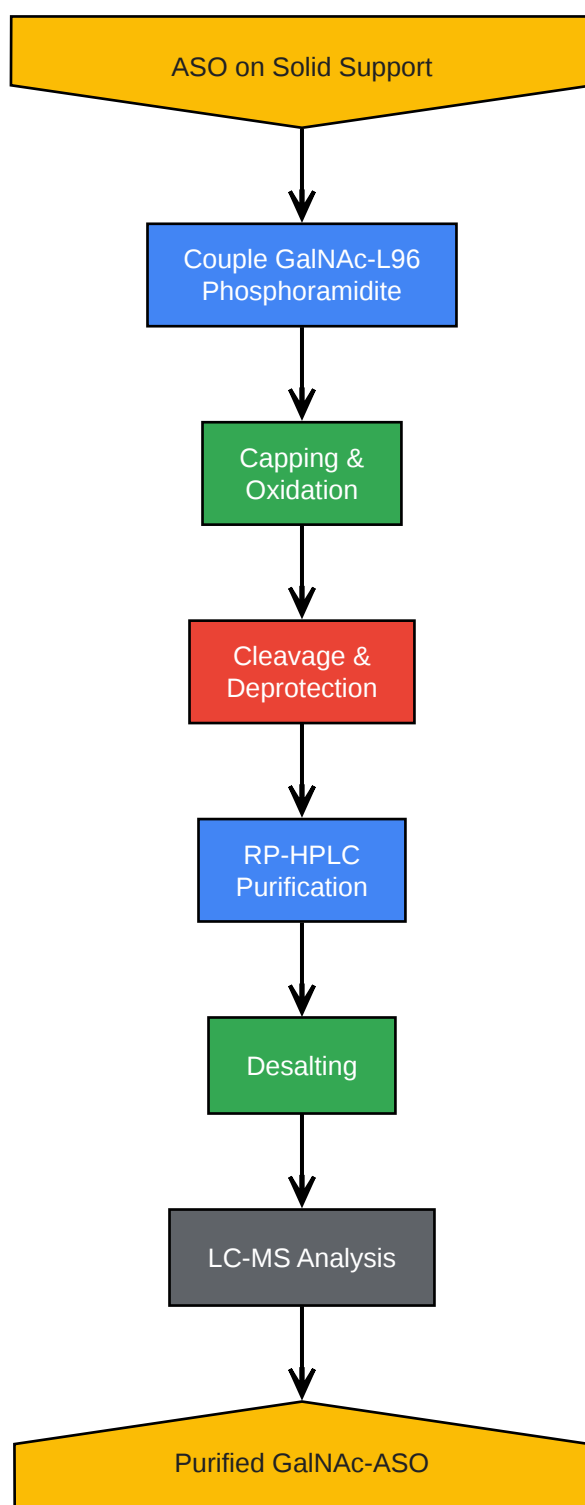 ASO on Solid Support
Couple GalNAc-L96
Phosphoramidite
Capping &
Oxidation
Cleavage &
Deprotection
RP-HPLC
Purification
Desalting
LC-MS Analysis
Purified GalNAc-ASO